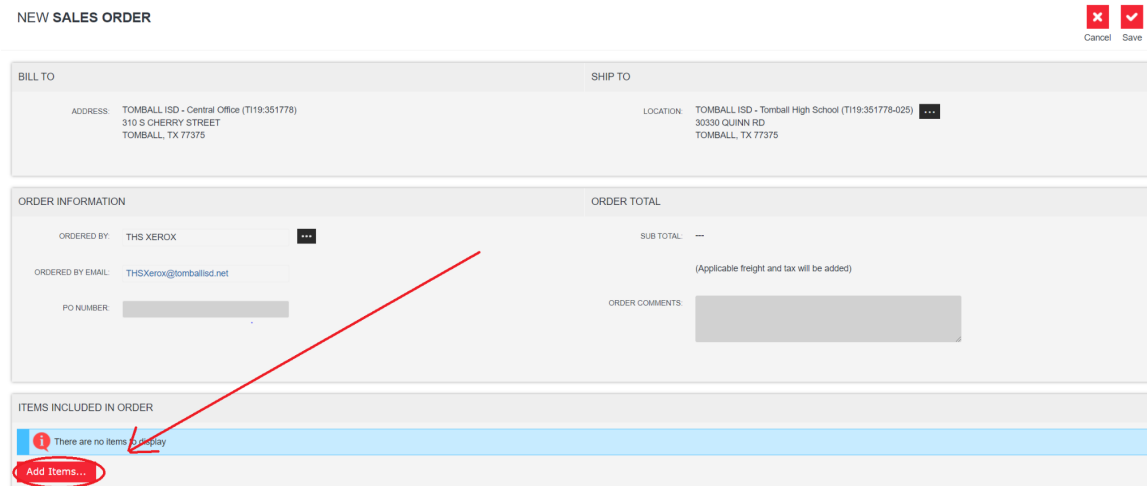 NEW SALES ORDER
Cancel Save
BILL TO
ADDRESS: TOMBALL ISD - Central Office (TI19:351778)
310 S CHERRY STREET
TOMBALL, TX 77375
SHIP TO
LOCATION: TOMBALL ISD - Tomball High School (TI19:351778-025) ...
30330 QUINN RD
TOMBALL, TX 77375
ORDER INFORMATION
ORDERED BY: THS XEROX ...
ORDERED BY EMAIL: THSXerox@tomballisd.net
PO NUMBER:
ORDER TOTAL
SUB TOTAL: ---
(Applicable freight and tax will be added)
ORDER COMMENTS:
ITEMS INCLUDED IN ORDER
There are no items to display
Add Items...